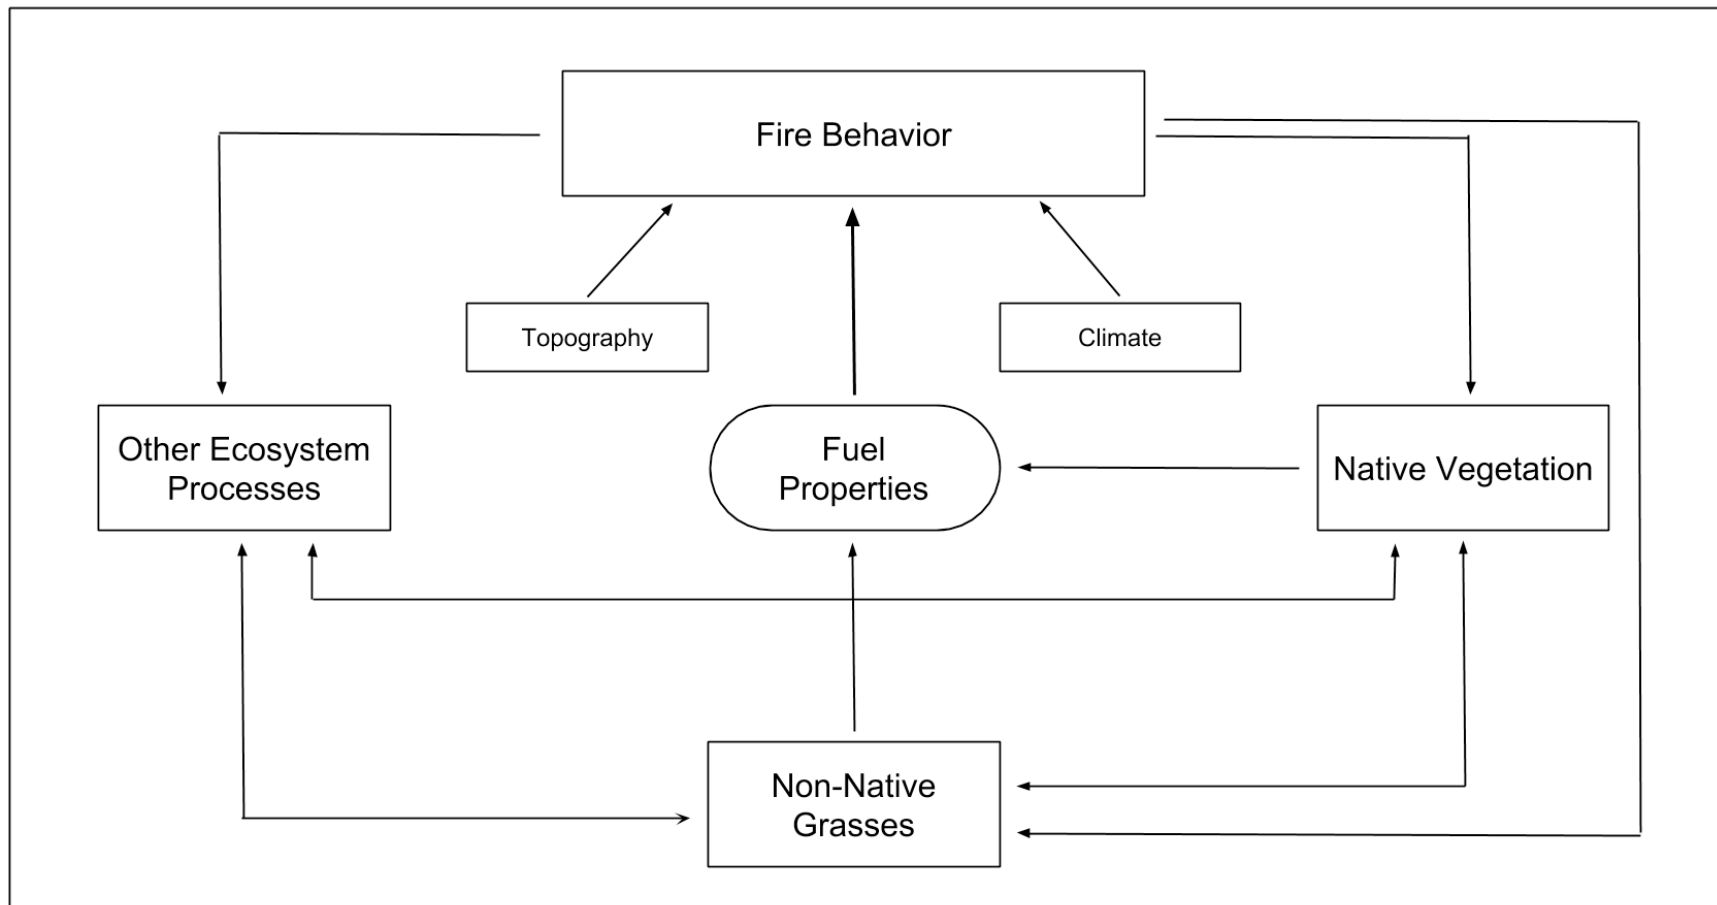 Fire Behavior
Topography
Climate
Other Ecosystem
Processes
Fuel
Properties
Native Vegetation
Non-Native
Grasses